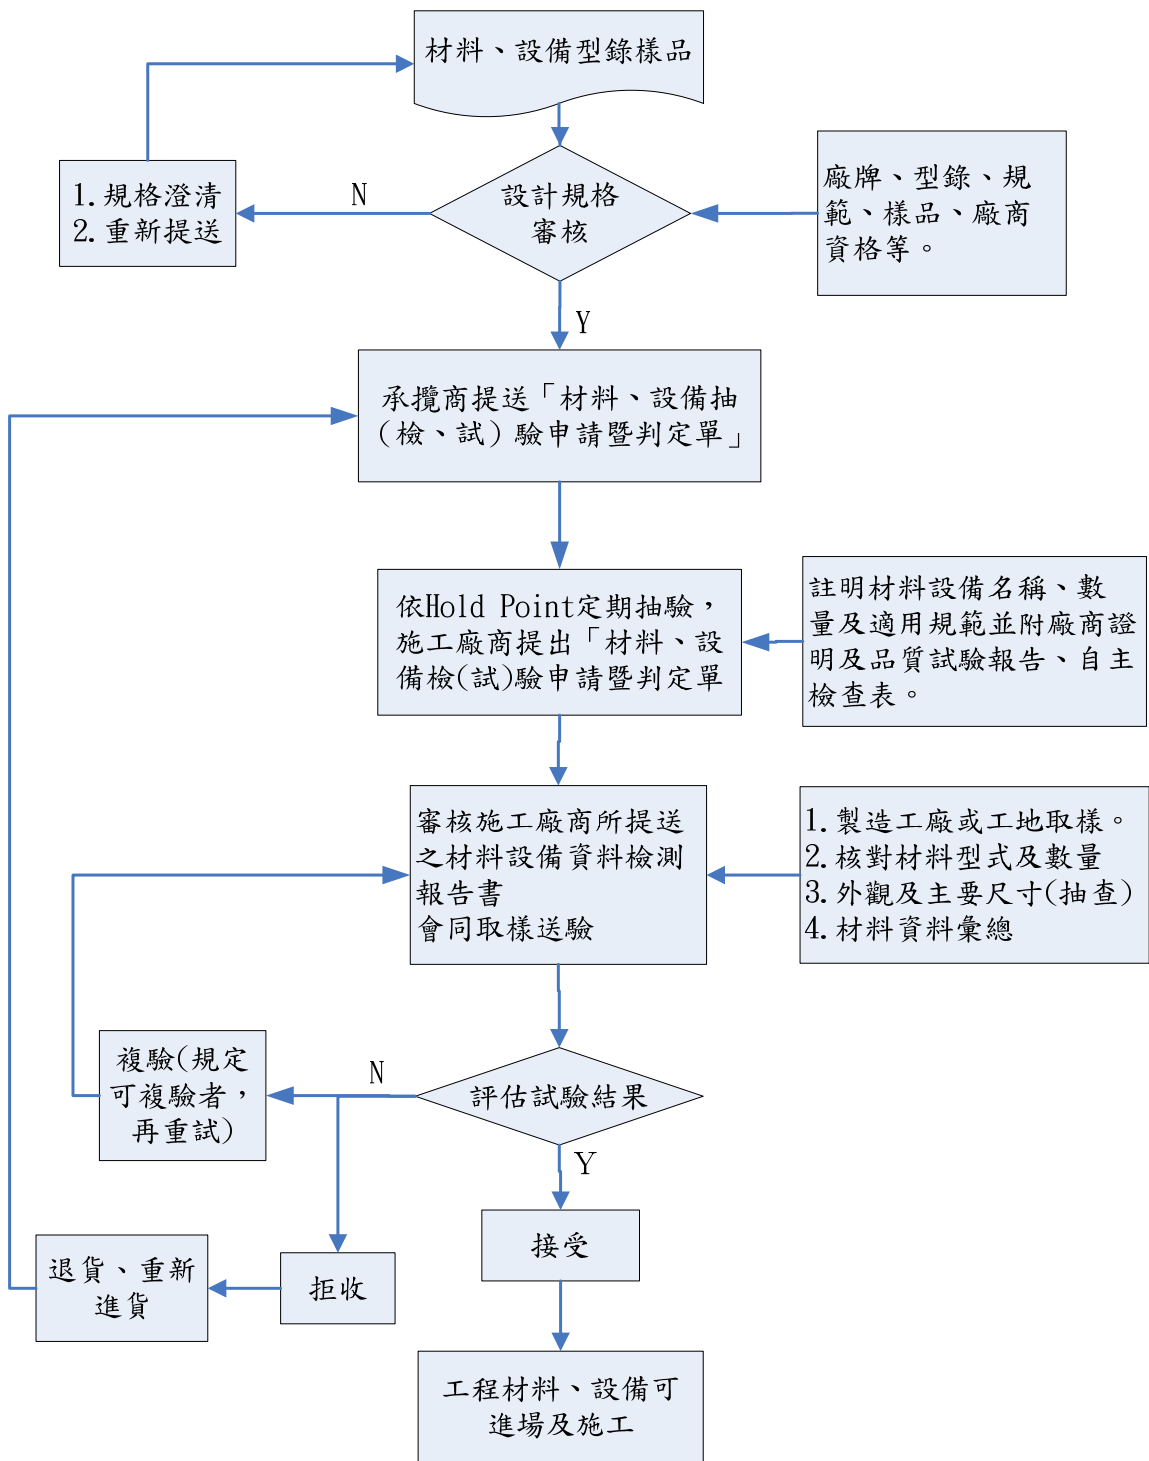 材料、設備型錄樣品
1.規格澄清
2.重新提送
N
設計規格
審核
廠牌、型錄、規
範、樣品、廠商
資格等。
Y
承攬商提送「材料、設備抽
(檢、試) 驗申請暨判定單」
依Hold Point定期抽驗，
施工廠商提出「材料、設
備檢(試)驗申請暨判定單
註明材料設備名稱、數
量及適用規範並附廠商證
明及品質試驗報告、自主
檢查表。
審核施工廠商所提送
之材料設備資料檢測
報告書
會同取樣送驗
1.製造工廠或工地取樣。
2.核對材料型式及數量
3.外觀及主要尺寸(抽查)
4.材料資料彙總
複驗(規定
可複驗者，
再重試)
N
評估試驗結果
Y
接受
退貨、重新
進貨
拒收
工程材料、設備可
進場及施工